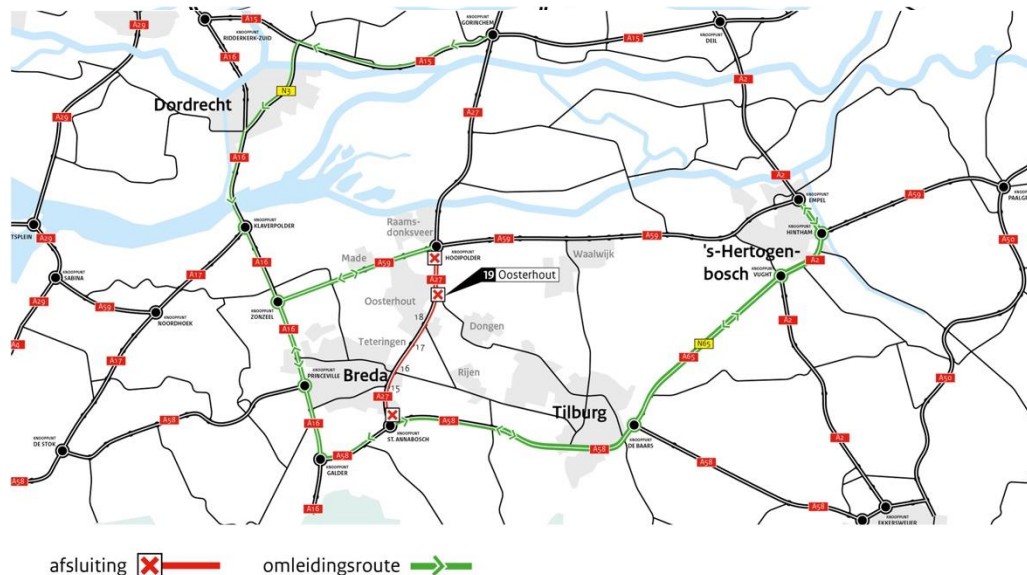 A29
KNOOPPUNT
RIDDERKERK-ZUID
A15
KNOOPPUNT
GORINCHEM
A15
A15
KNOOPPUNT
DEIL
A16
A2
N3
Dordrecht
A27
A29
A16
A2
KNOOPPUNT
EMPEL
A59
KNOOPPUNT
PAALGR
TSPLEIN
A29
KNOOPPUNT
KLAVERPOLDER
Raams-
donksveer
KNOOPPUNT
HOOIPOLDER
A59
A59
Waalwijk
KNOOPPUNT
HINTHAM
A50
's-Hertogen-
bosch
A2
KNOOPPUNT
VUGHT
KNOOPPUNT
SABINA
A17
A16
Made
A59
A27
19 Oosterhout
A29
A59
KNOOPPUNT
ZONZEEL
Oosterhout
18
KNOOPPUNT
NOORDHOEK
A16
Dongen
A2
A4
Teteringen
17
N65
A65
A17
16
Rijen
Breda
KNOOPPUNT
PRINCEVILLE
15
A27
A50
Tilburg
A58
A16
KNOOPPUNT
ST. ANNABOSCH
A58
KNOOPPUNT
DE BAARS
A2
KNOOPPUNT
DE STOK
A58
KNOOPPUNT
GALDER
A58
A58
A58
A16
A58
KNOOPPUNT
EKKERSWEIJER
afsluiting
omleidingsroute